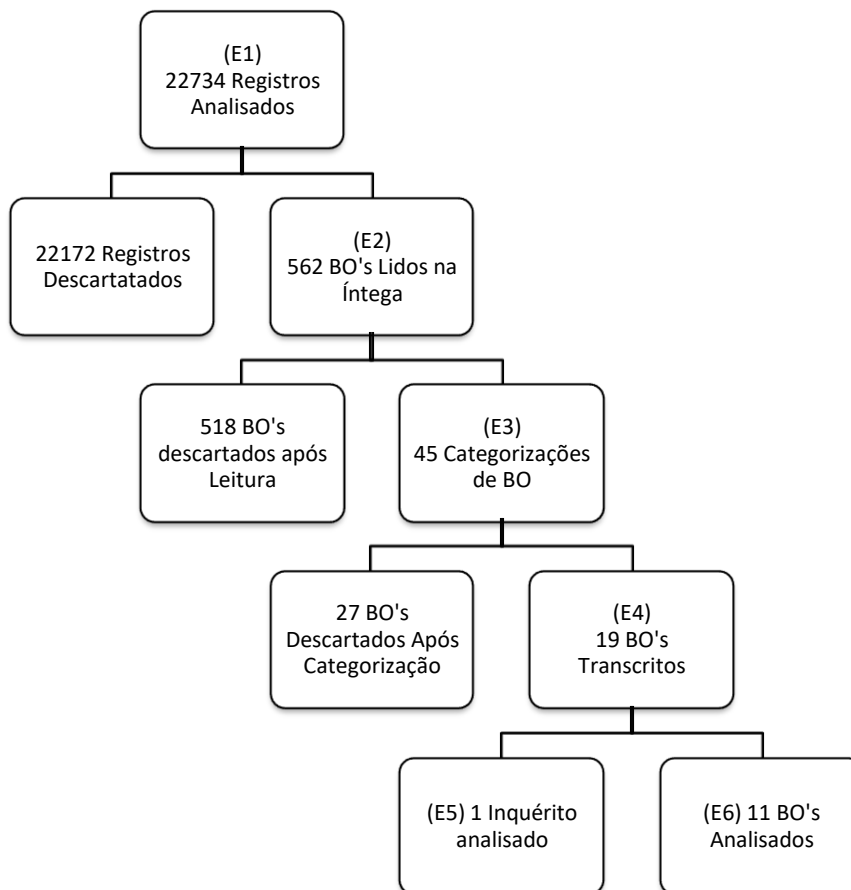 (E1)
22734 Registros
Analisados
22172 Registros
Descartatados
(E2)
562 BO's Lidos na
Íntega
518 BO's
descartados após
Leitura
(E3)
45 Categorizações
de BO
27 BO's
Descartados Após
Categorização
(E4)
19 BO's
Transcritos
(E5) 1 Inquérito
analisado
(E6) 11 BO's
Analisados